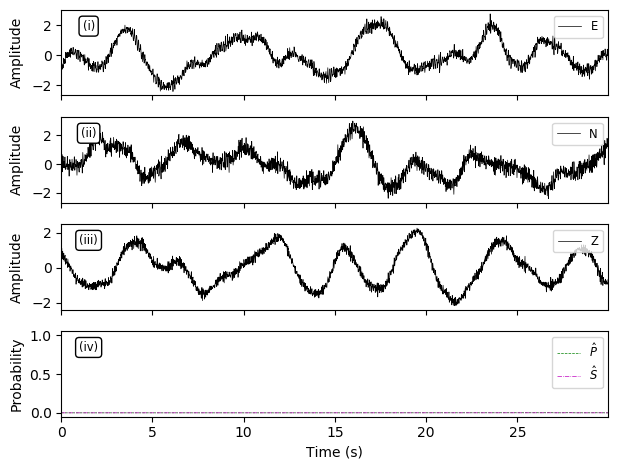 Amplitude
2
0
−2
(i)
E
Amplitude
2
0
−2
(ii)
N
Amplitude
2
0
−2
(iii)
Z
Probability
1.0
0.5
0.0
(iv)
P̂
Ŝ
0 5 10 15 20 25
Time (s)